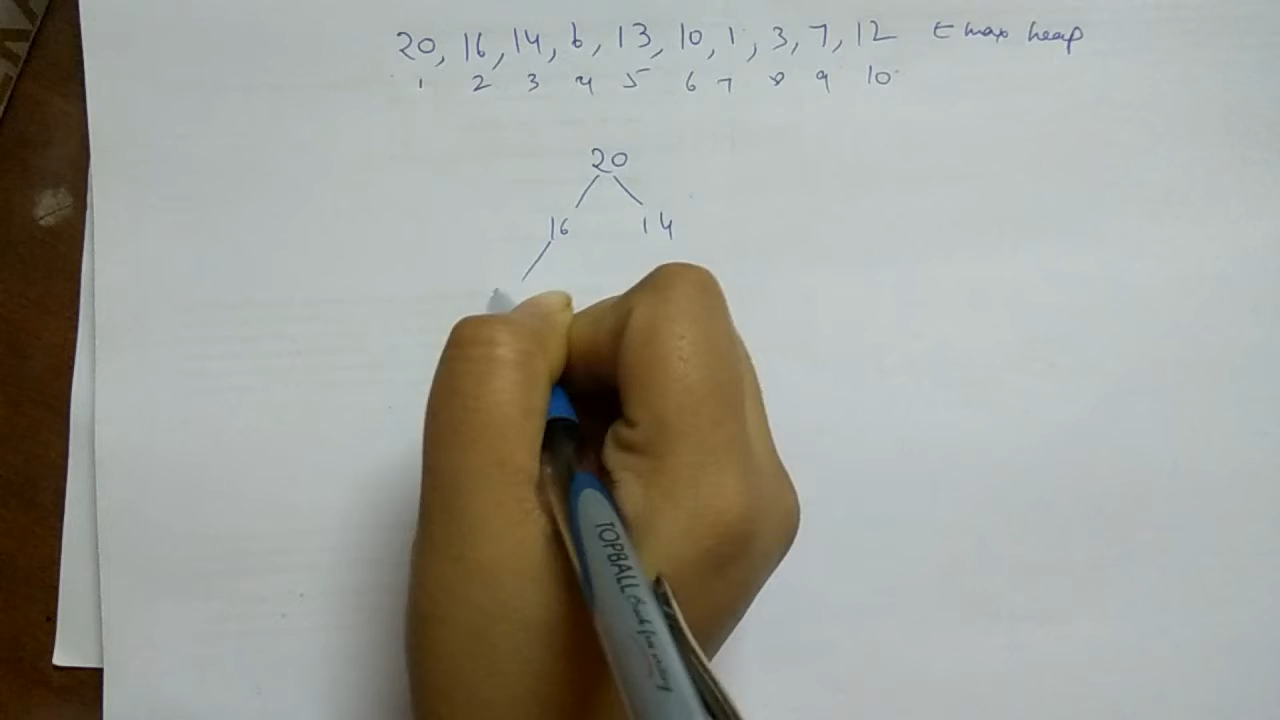 20, 16, 14, 6, 13, 10, 1, 3, 7, 12 ∈ max heap
1 2 3 4 5 6 7 8 9 10
20
16 14
TOPBALL